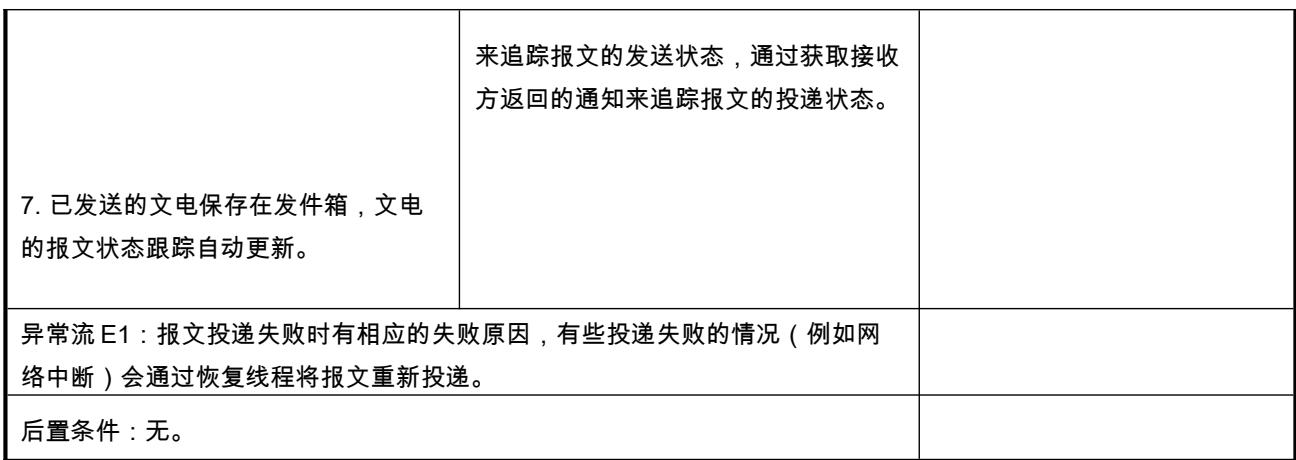 来追踪报文的发送状态，通过获取接收
方返回的通知来追踪报文的投递状态。
7. 已发送的文电保存在发件箱，文电
的报文状态跟踪自动更新。
异常流 E1：报文投递失败时有相应的失败原因，有些投递失败的情况（例如网
络中断）会通过恢复线程将报文重新投递。
后置条件：无。